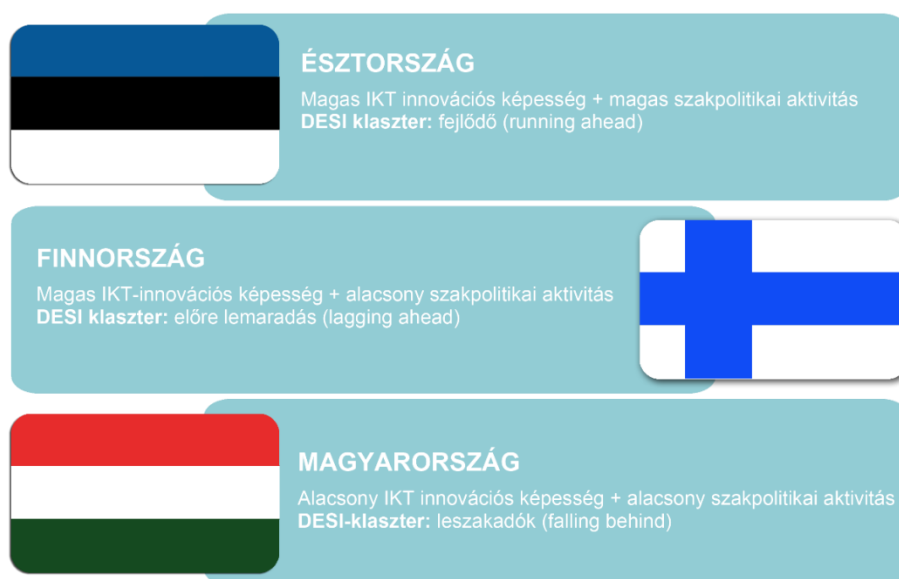 ÉSZTORSZÁG
Magas IKT innovációs képesség + magas szakpolitikai aktivitás
DESI klaszter: fejlődő (running ahead)
FINNORSZÁG
Magas IKT-innovációs képesség + alacsony szakpolitikai aktivitás
DESI klaszter: előre lemaradás (lagging ahead)
MAGYARORSZÁG
Alacsony IKT innovációs képesség + alacsony szakpolitikai aktivitás
DESI-klaszter: leszakadók (falling behind)